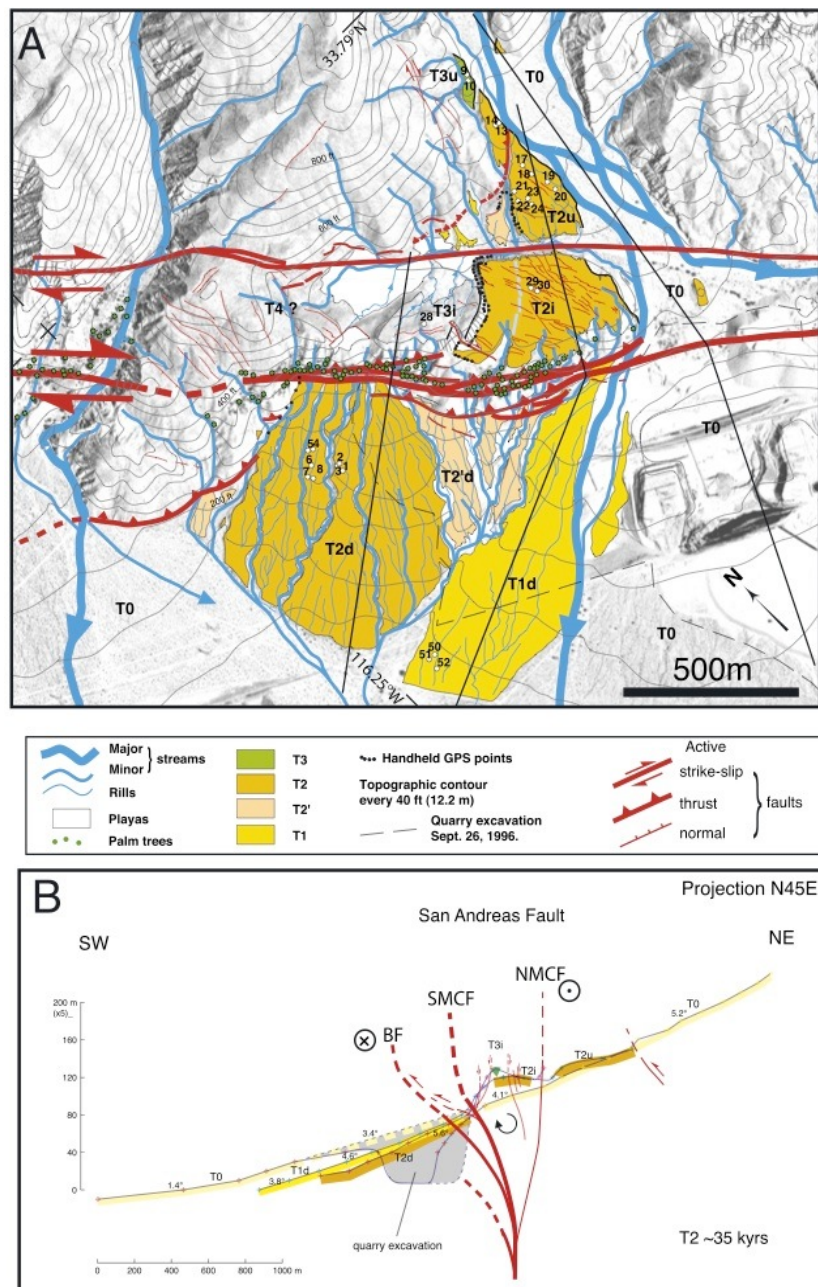 A
33.79°N
T3u
9
10
T0
14
13
17
18
19
21
23
20
22
24
T2u
800 ft
600 ft
T0
29
30
T4 ?
T3i
28
T2i
400 ft
T0
54
6
7
8
2
1
3
T2'd
200 ft
T2d
T1d
T0
N
T0
50
51
52
116.25°W
500m
Major
Minor
streams
Rills
Playas
Palm trees
T3
T2
T2'
T1
Handheld GPS points
Topographic contour
every 40 ft (12.2 m)
Quarry excavation
Sept. 26, 1996.
Active
strike-slip
thrust
faults
normal
B
Projection N45E
San Andreas Fault
SW
NE
NMCF
SMCF
BF
200 m
(x5)
160
120
80
40
0
T0
5.2°
T2u
T3i
T2i
4.1°
3.4°
5.6°
4.6°
T2d
T1d
3.8°
T0
1.4°
quarry excavation
T2 ~35 kyrs
0
200
400
600
800
1000 m